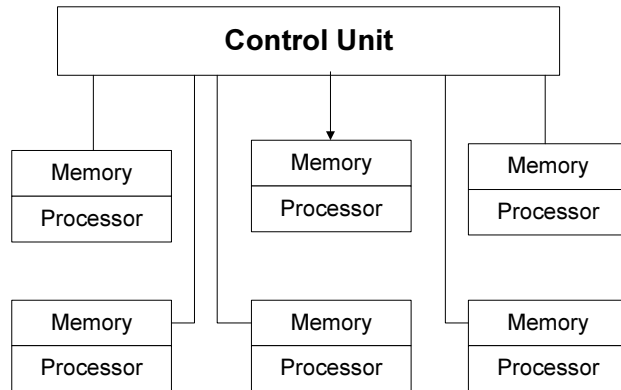 Control Unit
Memory
Processor
Memory
Processor
Memory
Processor
Memory
Processor
Memory
Processor
Memory
Processor